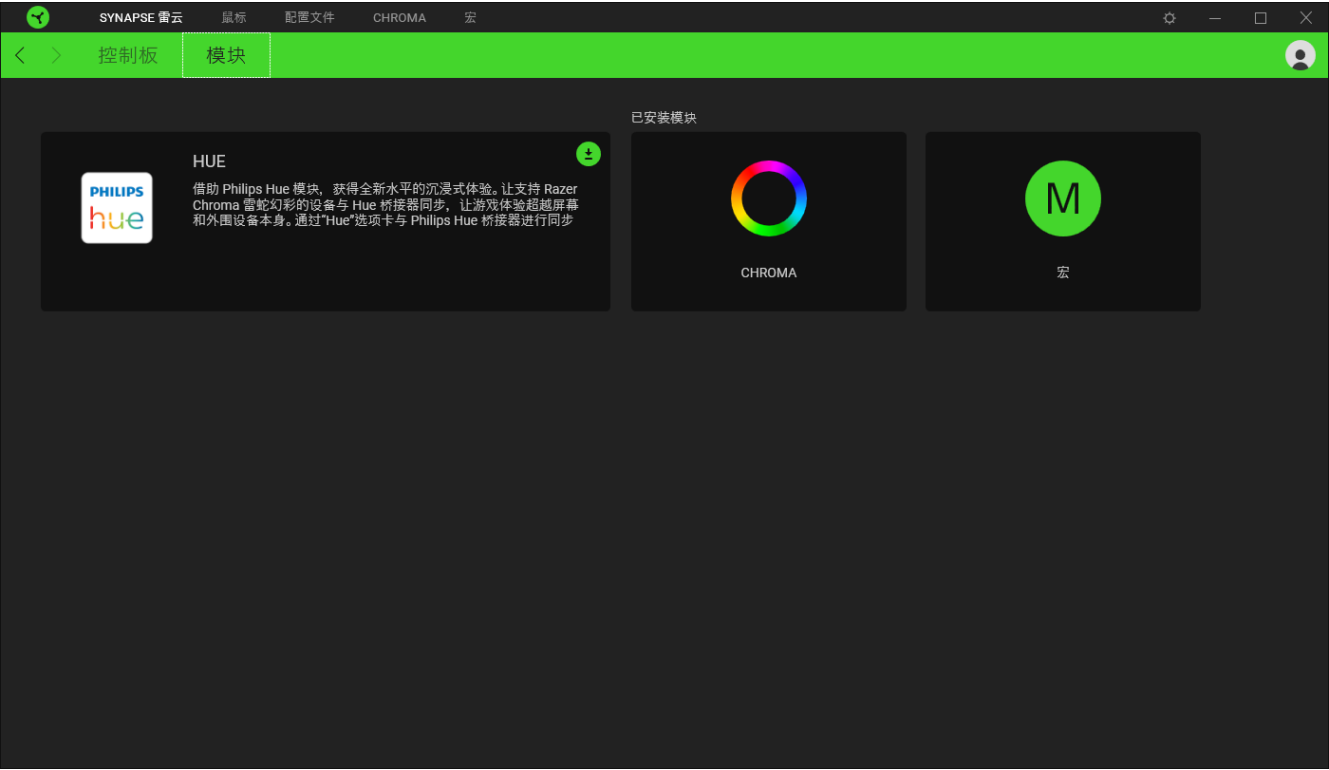 SYNAPSE 雷云
鼠标
配置文件
CHROMA
宏
控制板
模块
已安装模块
PHILIPS
hue
HUE
借助 Philips Hue 模块，获得全新水平的沉浸式体验。让支持 Razer
Chroma 雷蛇幻彩的设备与 Hue 桥接器同步，让游戏体验超越屏幕
和外围设备本身。通过“Hue”选项卡与 Philips Hue 桥接器进行同步
CHROMA
M
宏